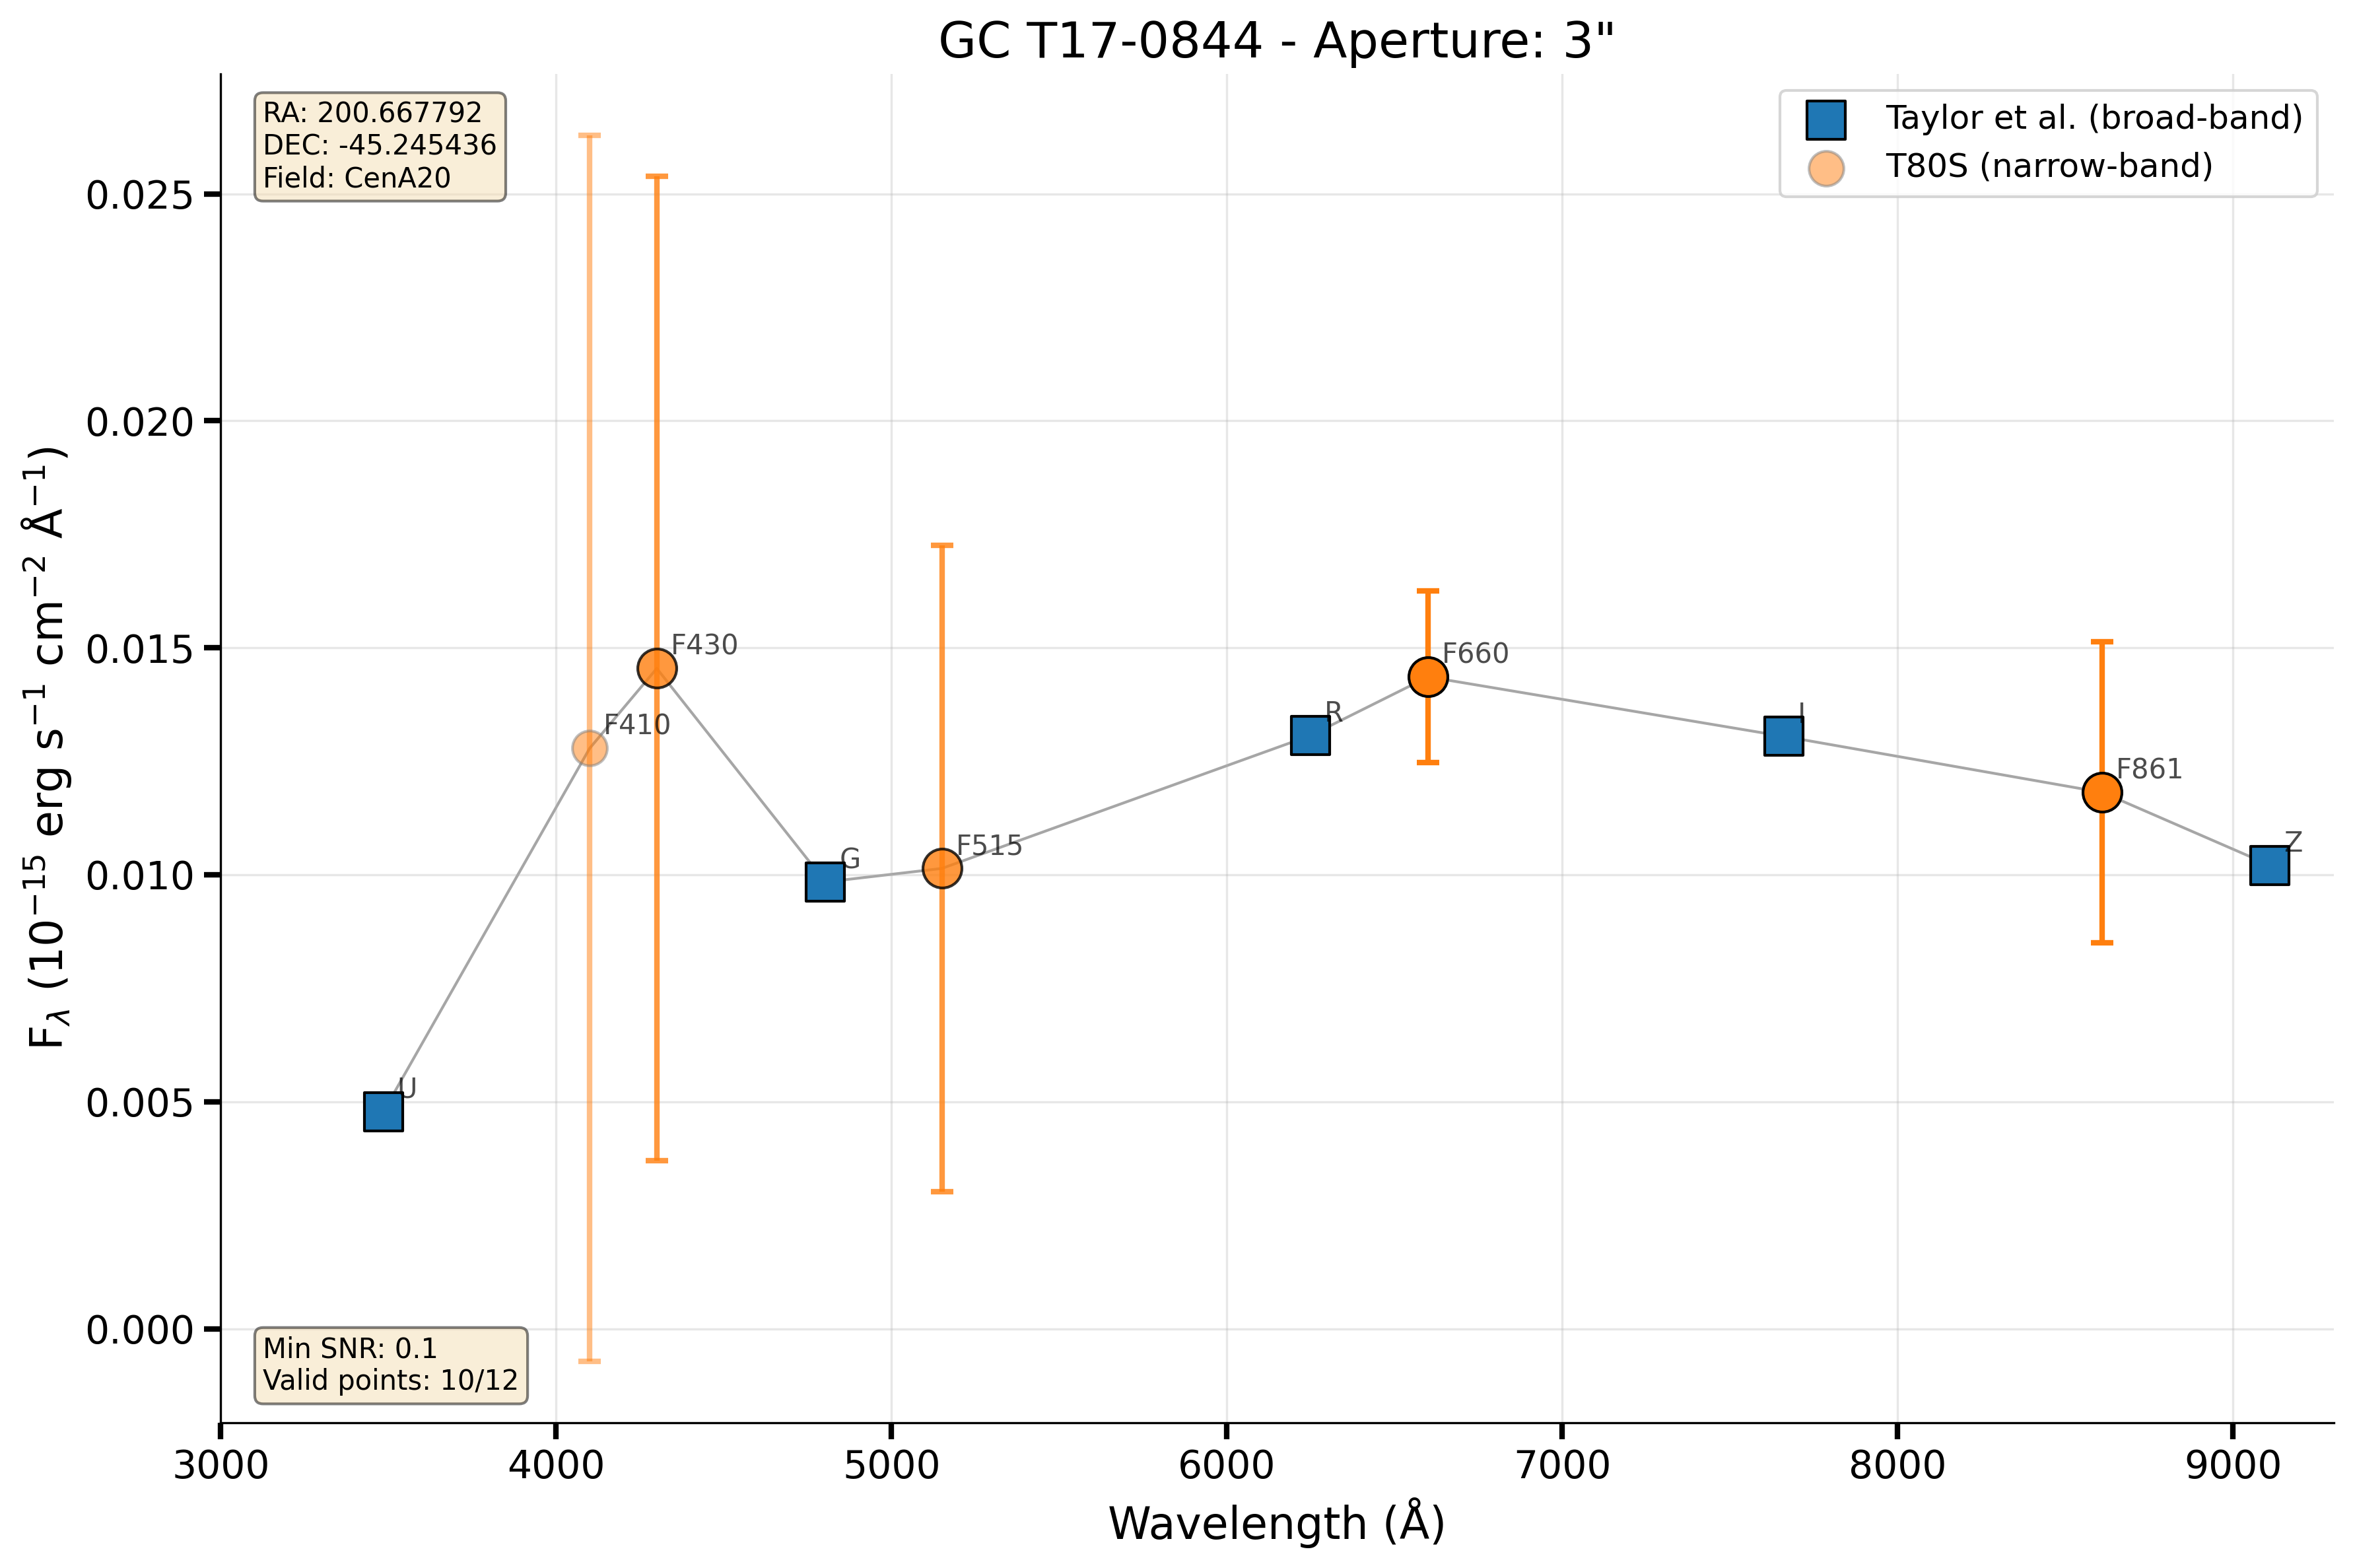 GC T17-0844 - Aperture: 3"
RA: 200.667792
DEC: -45.245436
Field: CenA20
Taylor et al. (broad-band)
T80S (narrow-band)
0.025
0.020
0.015
0.010
0.005
0.000
F_λ (10⁻¹⁵ erg s⁻¹ cm⁻² Å⁻¹)
U
F410
F430
G
F515
R
F660
I
F861
Z
Min SNR: 0.1
Valid points: 10/12
3000
4000
5000
6000
7000
8000
9000
Wavelength (Å)